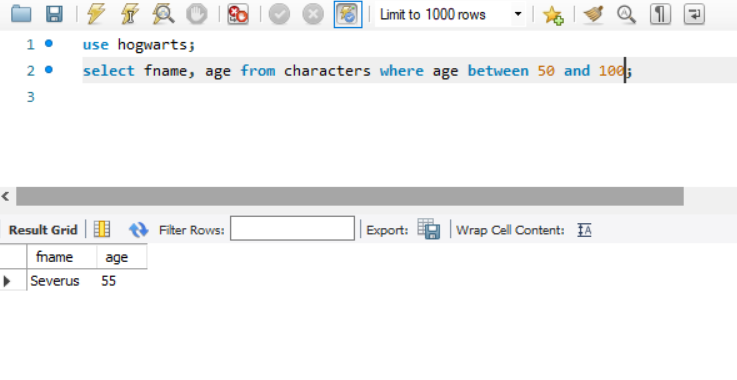 Limit to 1000 rows
1 use hogwarts;
2 select fname, age from characters where age between 50 and 100;
3
Result Grid Filter Rows: Export: Wrap Cell Content: IA
fname age
Severus 55